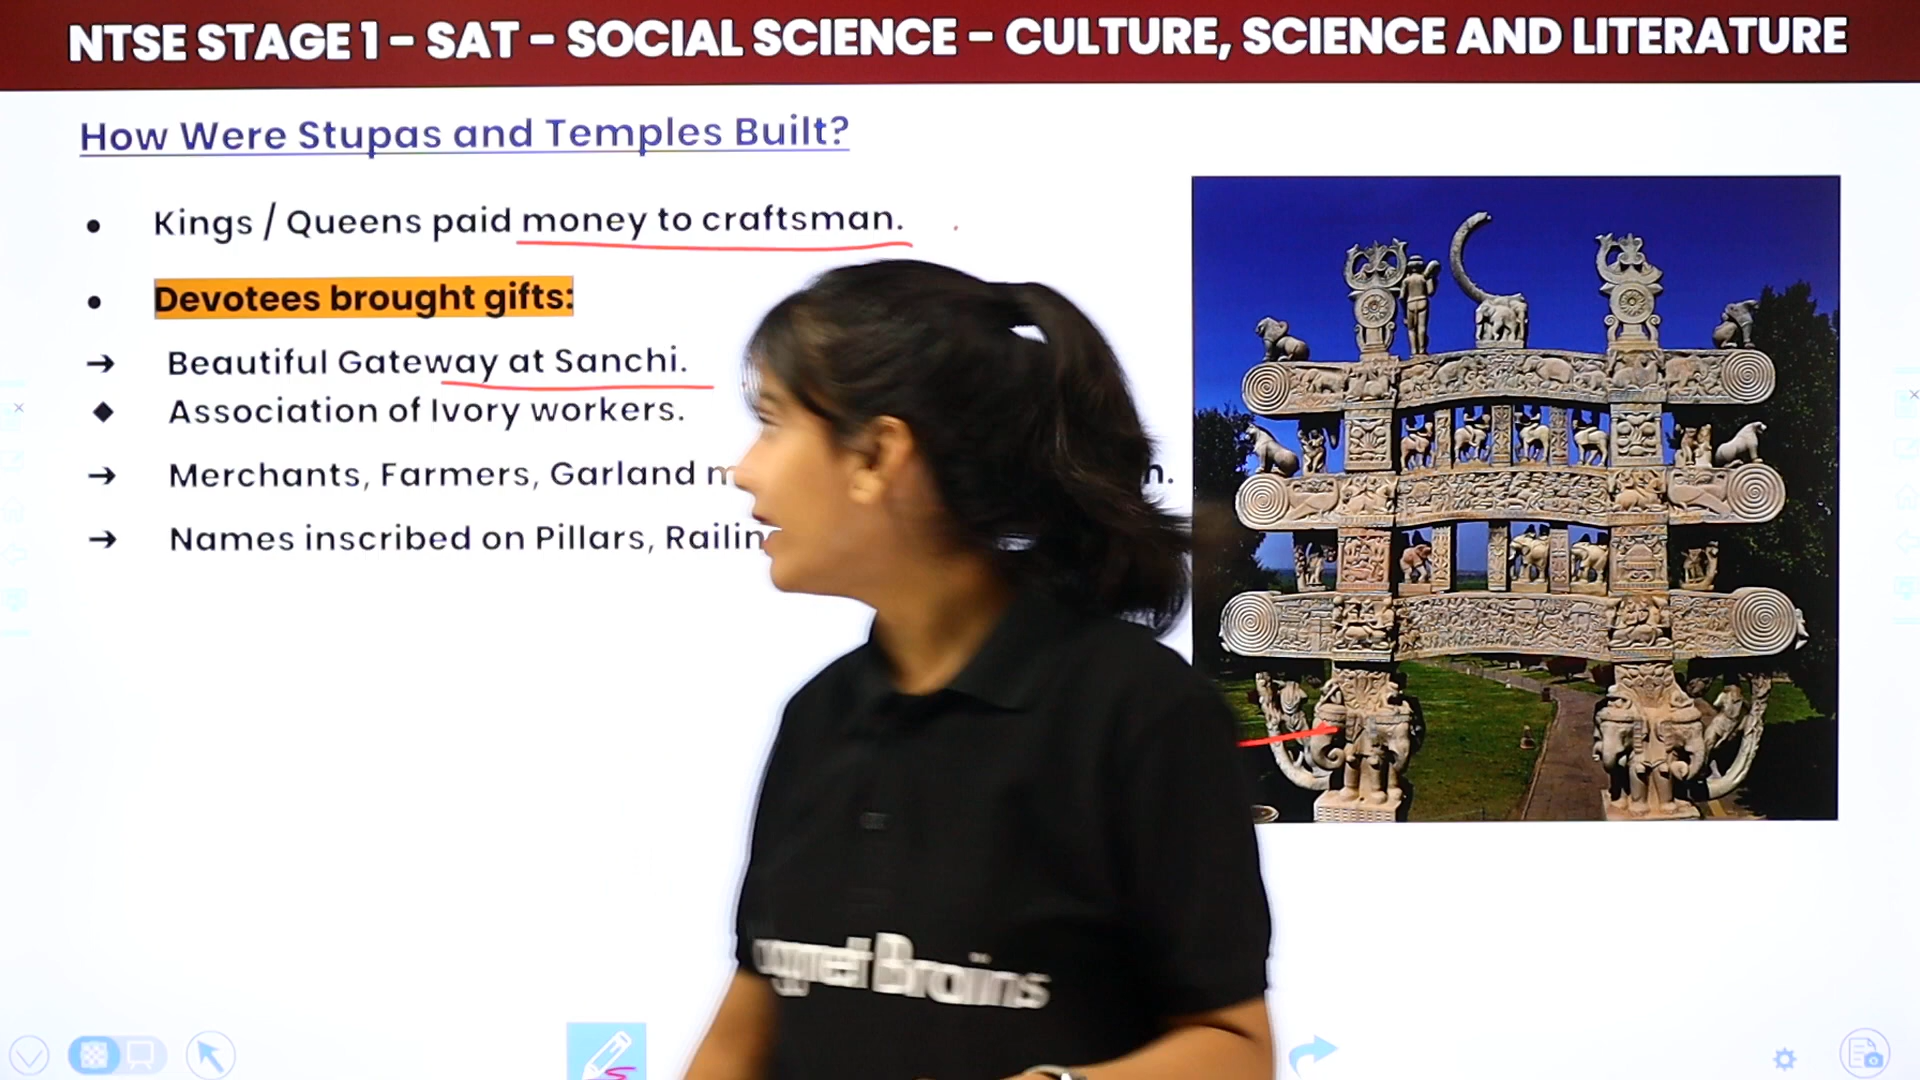 NTSE STAGE 1 - SAT - SOCIAL SCIENCE - CULTURE, SCIENCE AND LITERATURE
How Were Stupas and Temples Built?
• Kings / Queens paid money to craftsman.
• Devotees brought gifts:
→ Beautiful Gateway at Sanchi.
◆ Association of Ivory workers.
→ Merchants, Farmers, Garland
→ Names inscribed on Pillars,
Brains